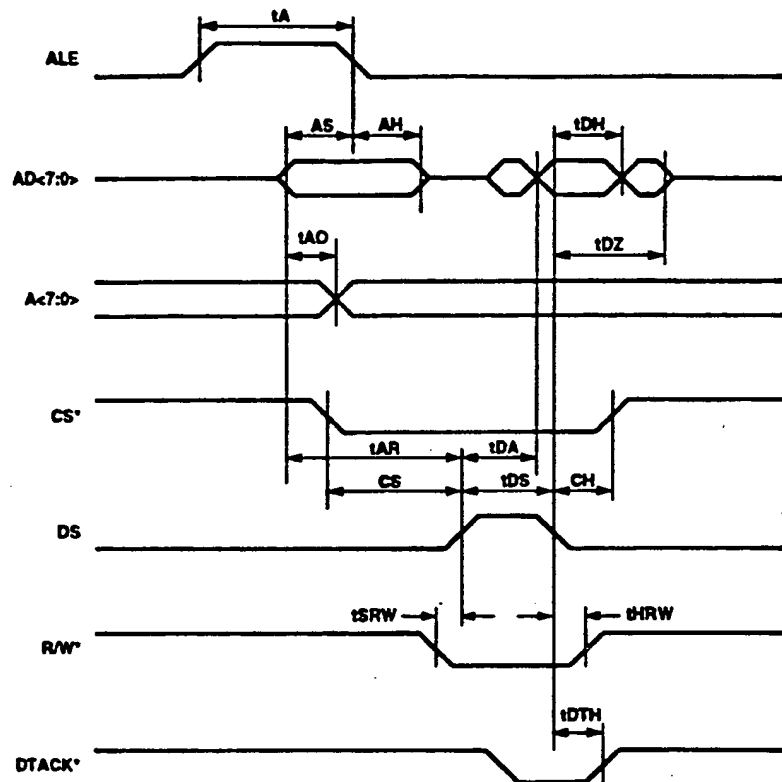 tA
ALE
AS AH tDH
AD<7:0>
tAO tDZ
A<7:0>
CS*
tAR tDA
CS tDS CH
DS
tSRW tHRW
R/W*
tDTH
DTACK*